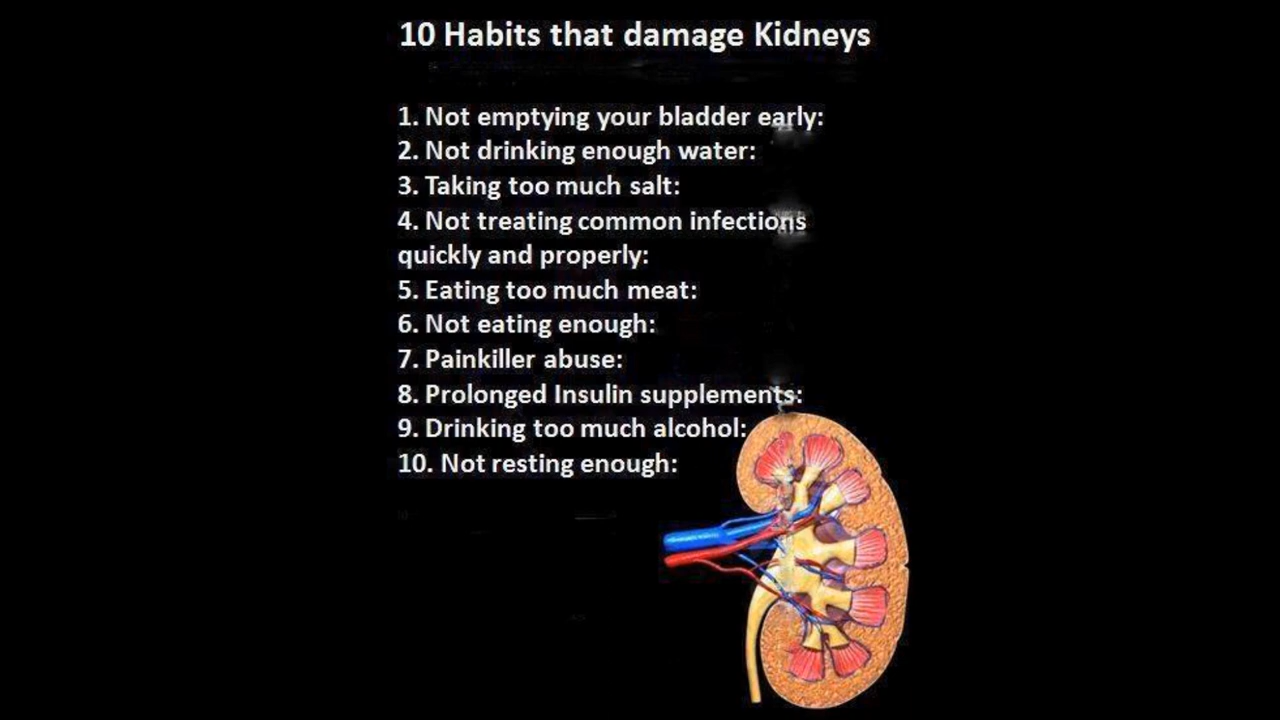 10 Habits that damage Kidneys
1. Not emptying your bladder early:
2. Not drinking enough water:
3. Taking too much salt:
4. Not treating common infections
quickly and properly:
5. Eating too much meat:
6. Not eating enough:
7. Painkiller abuse:
8. Prolonged Insulin supplements:
9. Drinking too much alcohol:
10. Not resting enough: